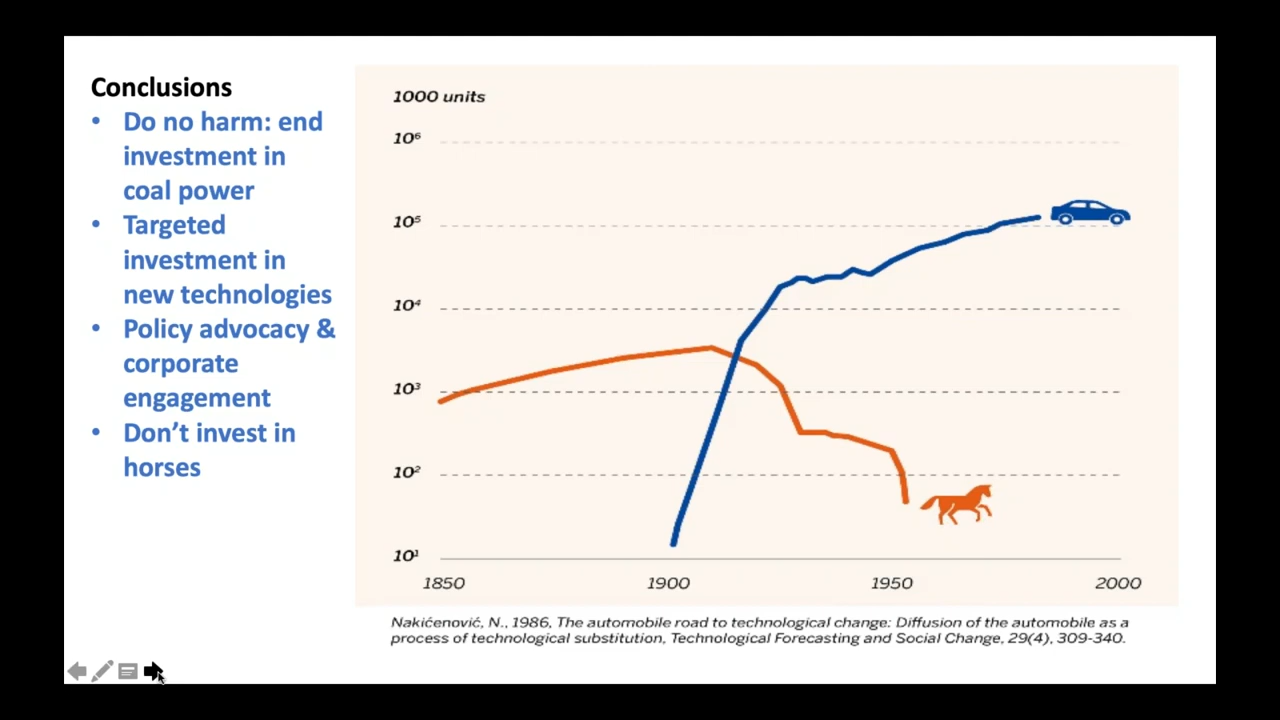 Conclusions
• Do no harm: end
investment in
coal power
• Targeted
investment in
new technologies
• Policy advocacy &
corporate
engagement
• Don’t invest in
horses
1000 units
10⁶
10⁵
10⁴
10³
10²
10¹
1850 1900 1950 2000
Nakićenović, N., 1986, The automobile road to technological change: Diffusion of the automobile as a
process of technological substitution, Technological Forecasting and Social Change, 29(4), 309-340.